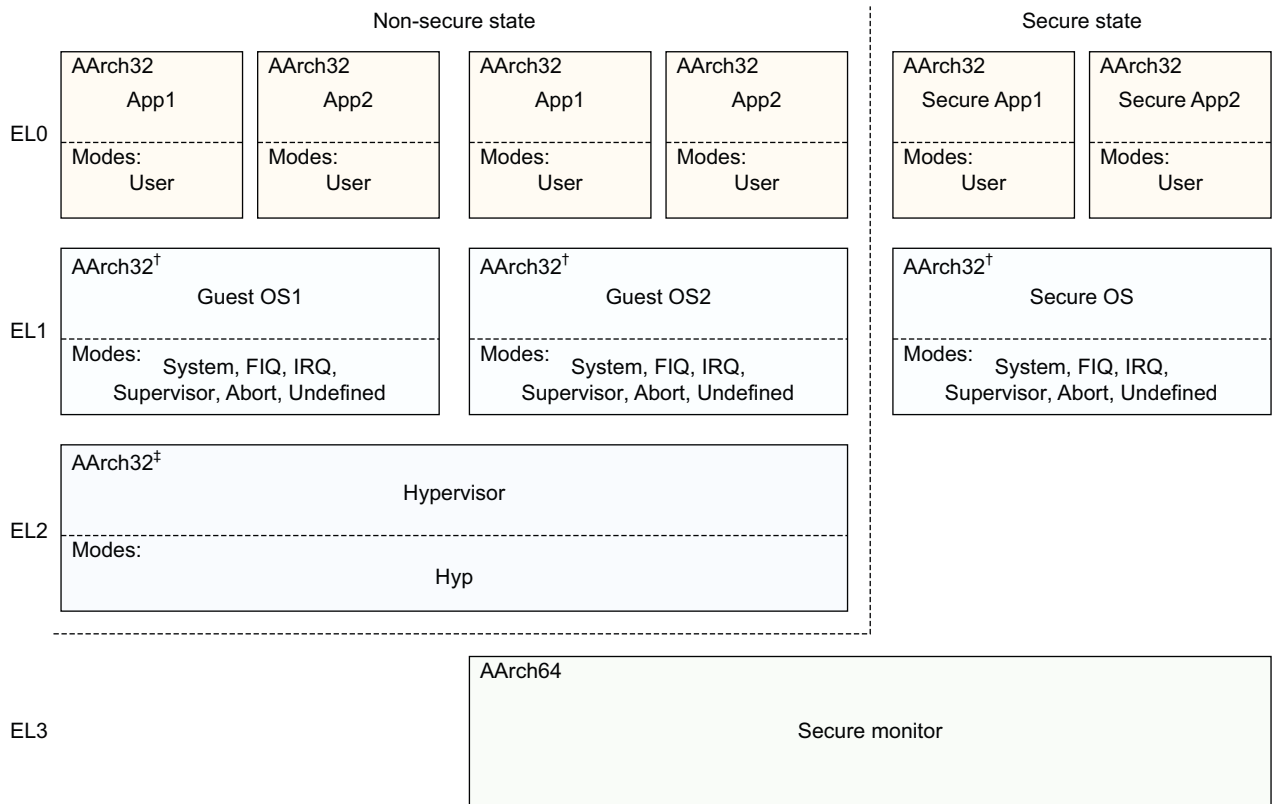 Non-secure state
Secure state
AArch32
App1
Modes:
User
AArch32
App2
Modes:
User
AArch32
App1
Modes:
User
AArch32
App2
Modes:
User
AArch32
Secure App1
Modes:
User
AArch32
Secure App2
Modes:
User
EL0
AArch32†
Guest OS1
Modes:
System, FIQ, IRQ,
Supervisor, Abort, Undefined
AArch32†
Guest OS2
Modes:
System, FIQ, IRQ,
Supervisor, Abort, Undefined
AArch32†
Secure OS
Modes:
System, FIQ, IRQ,
Supervisor, Abort, Undefined
EL1
AArch32‡
Hypervisor
Modes:
Hyp
EL2
AArch64
Secure monitor
EL3